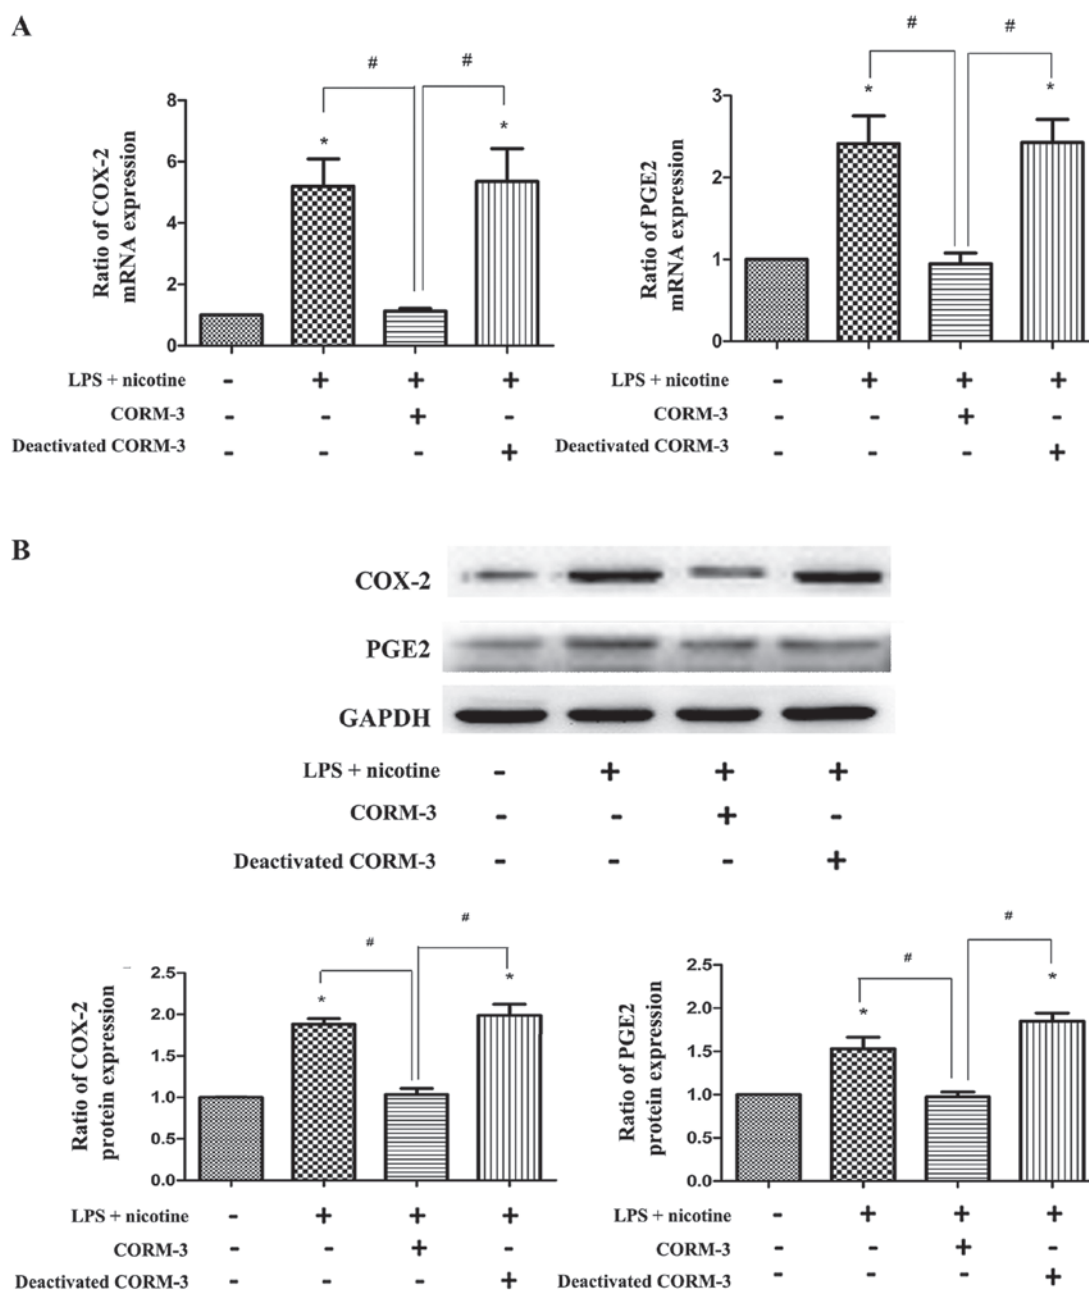 A
# # # #
* * * *
Ratio of COX-2
mRNA expression
8
6
4
2
0
Ratio of PGE2
mRNA expression
3
2
1
0
LPS + nicotine - + + + LPS + nicotine - + + +
CORM-3 - - + - CORM-3 - - + -
Deactivated CORM-3 - - - + Deactivated CORM-3 - - - +
B
COX-2
PGE2
GAPDH
LPS + nicotine - + + +
CORM-3 - - + -
Deactivated CORM-3 - - - +
# # # #
* * * *
Ratio of COX-2
protein expression
2.5
2.0
1.5
1.0
0.5
0.0
Ratio of PGE2
protein expression
2.5
2.0
1.5
1.0
0.5
0.0
LPS + nicotine - + + + LPS + nicotine - + + +
CORM-3 - - + - CORM-3 - - + -
Deactivated CORM-3 - - - + Deactivated CORM-3 - - - +